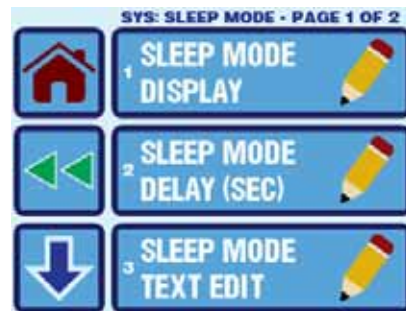 SYS: SLEEP MODE - PAGE 1 OF 2
1 SLEEP MODE
DISPLAY
2 SLEEP MODE
DELAY (SEC)
3 SLEEP MODE
TEXT EDIT